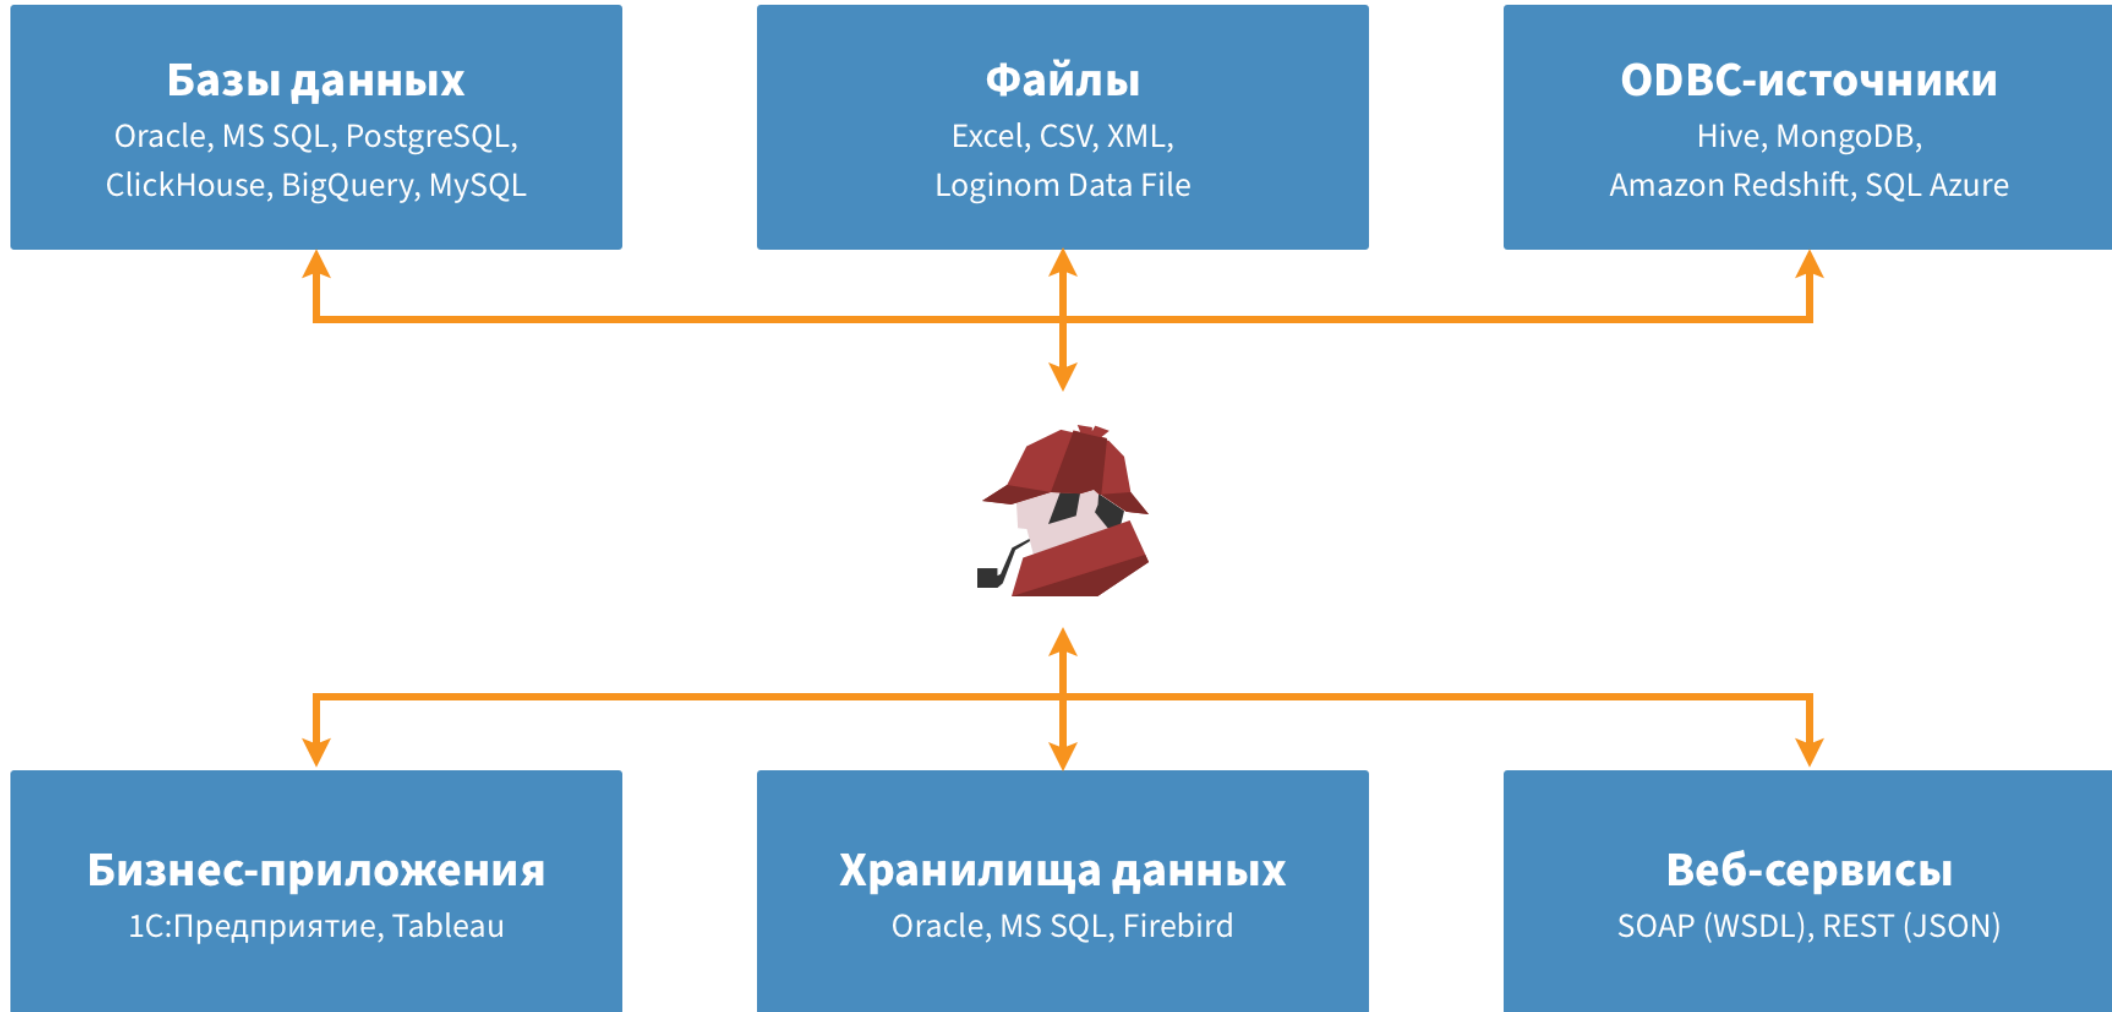 Базы данных
Oracle, MS SQL, PostgreSQL,
ClickHouse, BigQuery, MySQL
Файлы
Excel, CSV, XML,
Loginom Data File
ODBC-источники
Hive, MongoDB,
Amazon Redshift, SQL Azure
Бизнес-приложения
1С:Предприятие, Tableau
Хранилища данных
Oracle, MS SQL, Firebird
Веб-сервисы
SOAP (WSDL), REST (JSON)